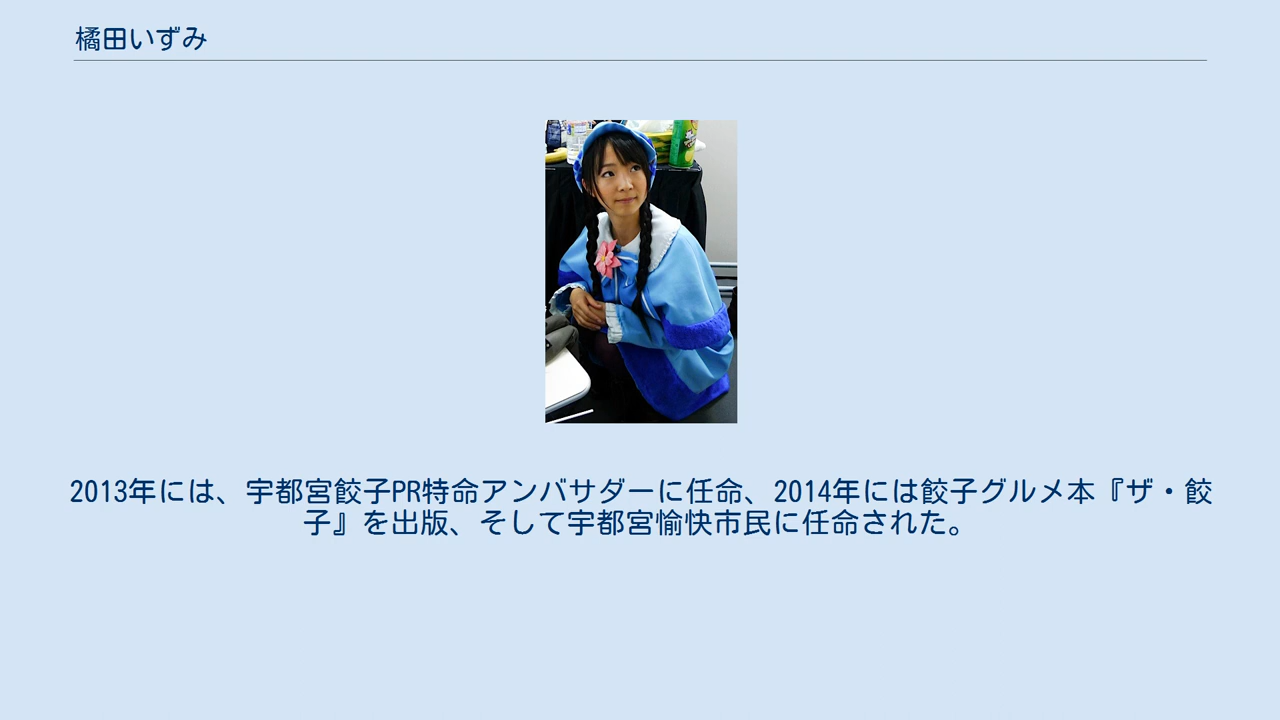 橘田いずみ
2013年には、宇都宮餃子PR特命アンバサダーに任命、2014年には餃子グルメ本『ザ・餃
子』を出版、そして宇都宮愉快市民に任命された。